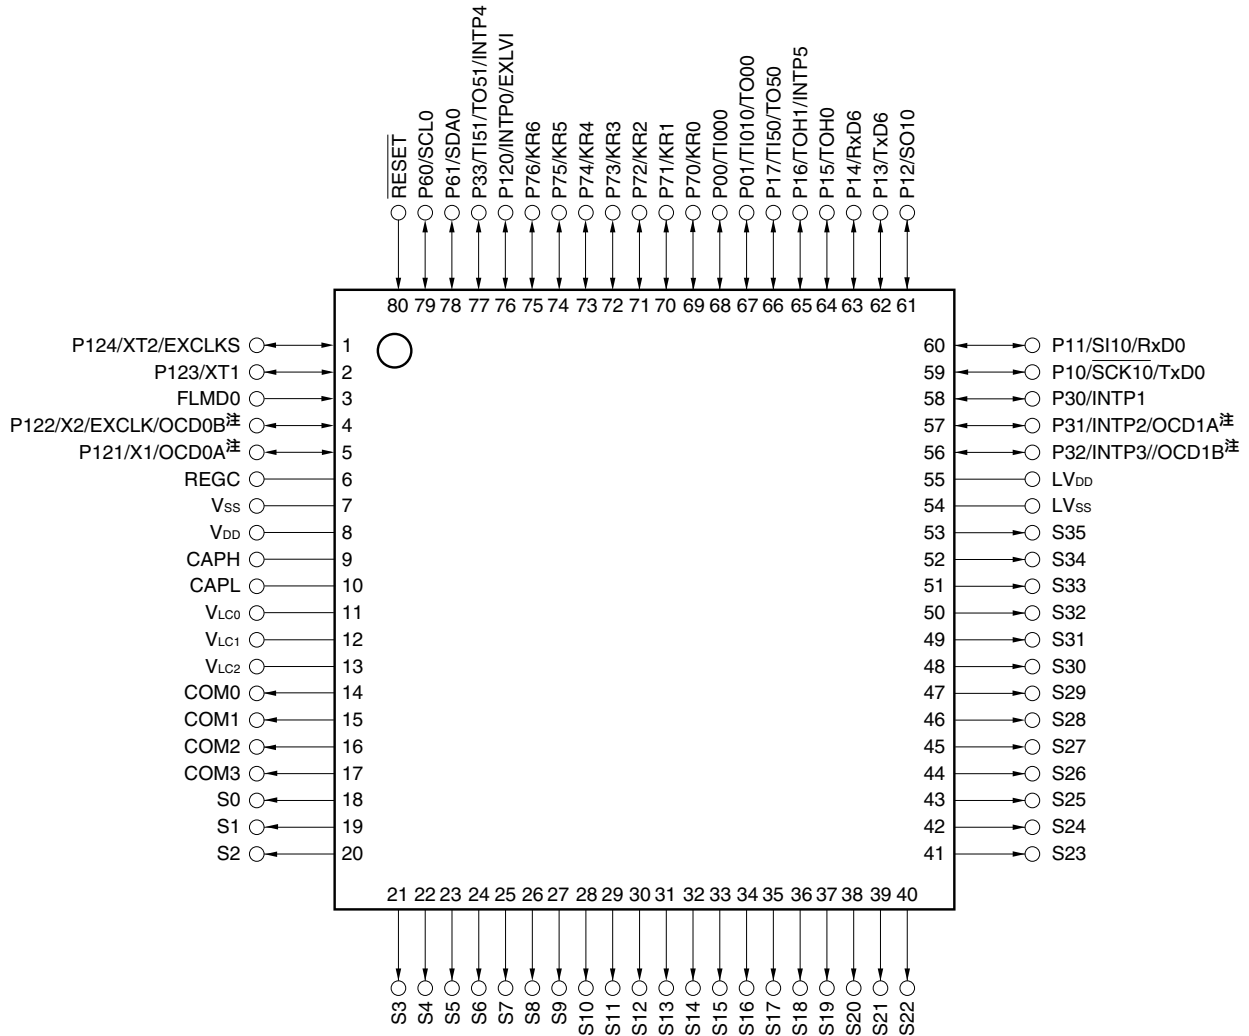 RESET
P60/SCL0
P61/SDA0
P33/TI51/TO51/INTP4
P120/INTP0/EXLVI
P76/KR6
P75/KR5
P74/KR4
P73/KR3
P72/KR2
P71/KR1
P70/KR0
P00/TI000
P01/TI010/TO00
P17/TI50/TO50
P16/TOH1/INTP5
P15/TOH0
P14/RxD6
P13/TxD6
P12/SO10
80 79 78 77 76 75 74 73 72 71 70 69 68 67 66 65 64 63 62 61
P124/XT2/EXCLKS 1
P123/XT1 2
FLMD0 3
P122/X2/EXCLK/OCD0B注 4
P121/X1/OCD0A注 5
REGC 6
VSS 7
VDD 8
CAPH 9
CAPL 10
VLC0 11
VLC1 12
VLC2 13
COM0 14
COM1 15
COM2 16
COM3 17
S0 18
S1 19
S2 20
60 P11/SI10/RxD0
59 P10/SCK10/TxD0
58 P30/INTP1
57 P31/INTP2/OCD1A注
56 P32/INTP3//OCD1B注
55 LVDD
54 LVSS
53 S35
52 S34
51 S33
50 S32
49 S31
48 S30
47 S29
46 S28
45 S27
44 S26
43 S25
42 S24
41 S23
21 22 23 24 25 26 27 28 29 30 31 32 33 34 35 36 37 38 39 40
S3
S4
S5
S6
S7
S8
S9
S10
S11
S12
S13
S14
S15
S16
S17
S18
S19
S20
S21
S22